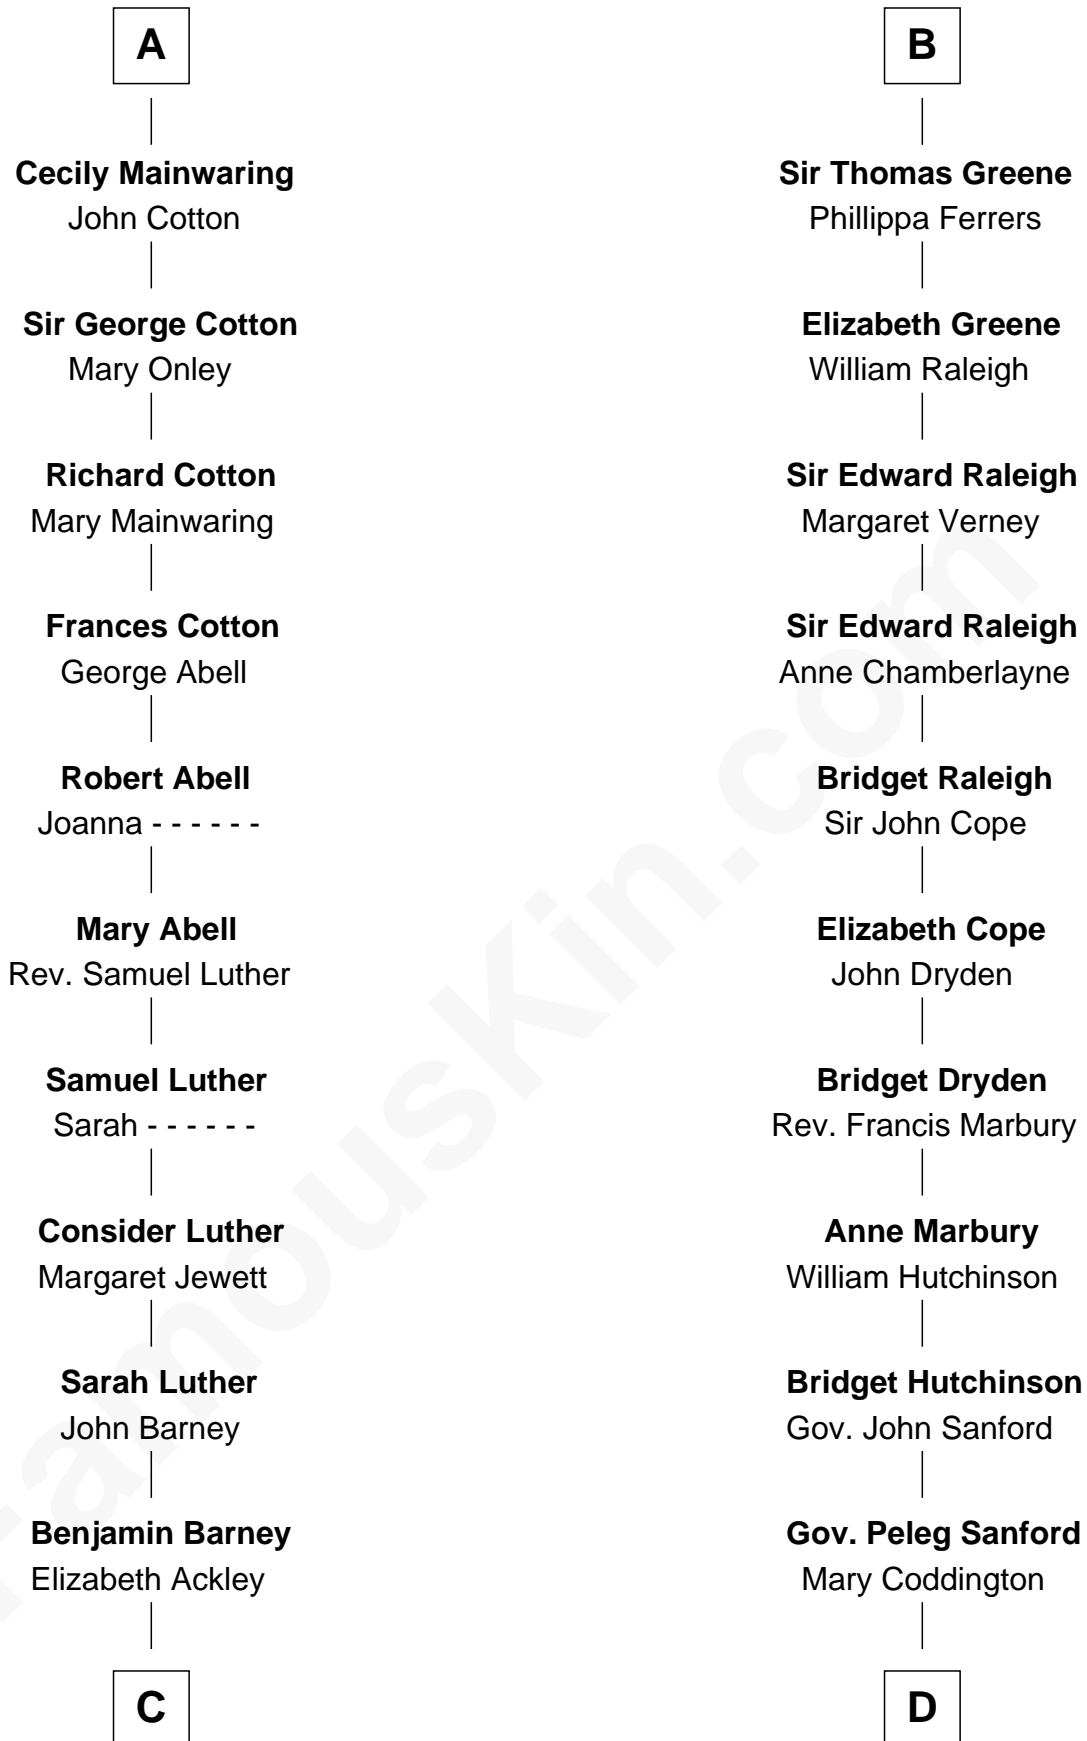 A
Cecily Mainwaring
John Cotton
Sir George Cotton
Mary Onley
Richard Cotton
Mary Mainwaring
Frances Cotton
George Abell
Robert Abell
Joanna - - - - - -
Mary Abell
Rev. Samuel Luther
Samuel Luther
Sarah - - - - - -
Consider Luther
Margaret Jewett
Sarah Luther
John Barney
Benjamin Barney
Elizabeth Ackley
C
B
Sir Thomas Greene
Phillippa Ferrers
Elizabeth Greene
William Raleigh
Sir Edward Raleigh
Margaret Verney
Sir Edward Raleigh
Anne Chamberlayne
Bridget Raleigh
Sir John Cope
Elizabeth Cope
John Dryden
Bridget Dryden
Rev. Francis Marbury
Anne Marbury
William Hutchinson
Bridget Hutchinson
Gov. John Sanford
Gov. Peleg Sanford
Mary Coddington
D
FamousKin.com